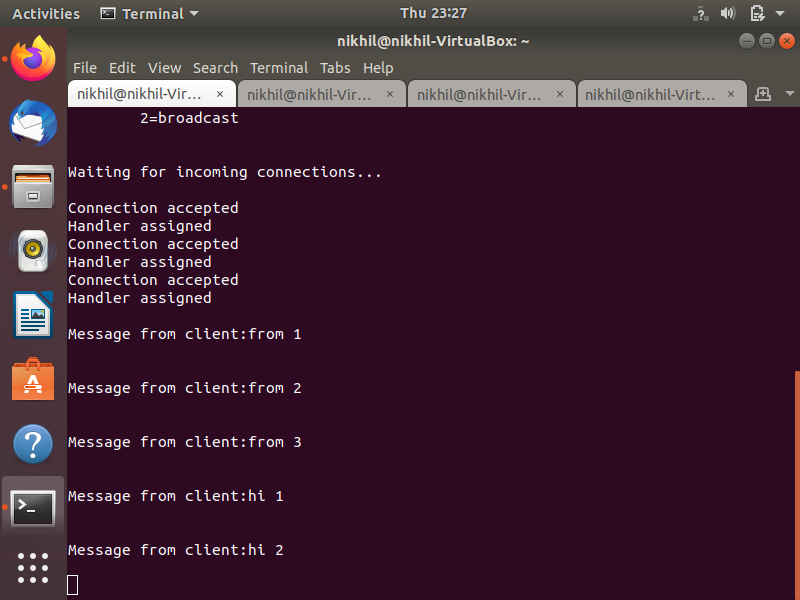 Activities Terminal Thu 23:27
nikhil@nikhil-VirtualBox: ~
File Edit View Search Terminal Tabs Help
nikhil@nikhil-Vir... × nikhil@nikhil-Vir... × nikhil@nikhil-Vir... × nikhil@nikhil-Virt... ×
2=broadcast
Waiting for incoming connections...
Connection accepted
Handler assigned
Connection accepted
Handler assigned
Connection accepted
Handler assigned
Message from client:from 1
Message from client:from 2
Message from client:from 3
Message from client:hi 1
Message from client:hi 2